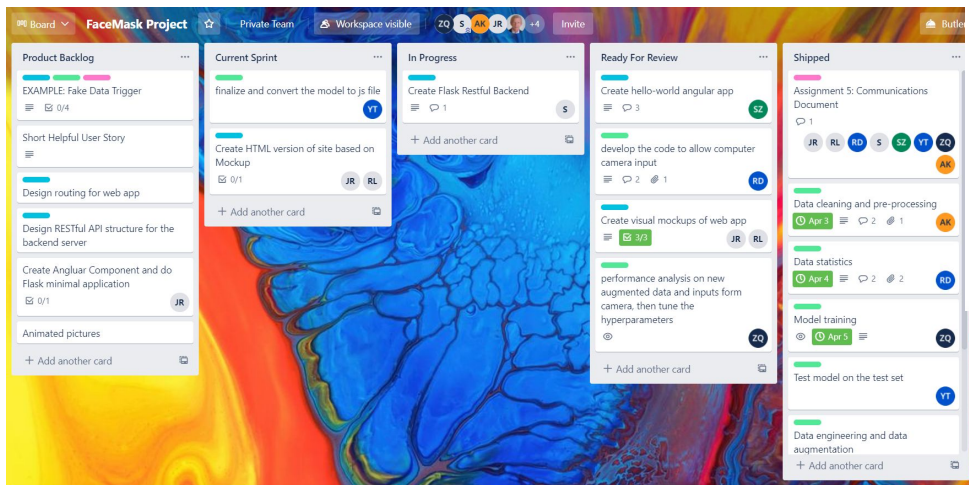 Board
FaceMask Project
Private Team
Workspace visible
ZQ S AK JR +4
Invite
Butler
Product Backlog
EXAMPLE: Fake Data Trigger
0/4
Short Helpful User Story
Design routing for web app
Design RESTful API structure for the
backend server
Create Angluar Component and do
Flask minimal application
0/1
JR
Animated pictures
+ Add another card
Current Sprint
finalize and convert the model to js file
YT
Create HTML version of site based on
Mockup
0/1
JR RL
+ Add another card
In Progress
Create Flask Restful Backend
1
S
+ Add another card
Ready For Review
Create hello-world angular app
3
SZ
develop the code to allow computer
camera input
2 1
RD
Create visual mockups of web app
3/3
JR RL
performance analysis on new
augmented data and inputs form
camera, then tune the
hyperparameters
ZQ
+ Add another card
Shipped
Assignment 5: Communications
Document
1
JR RL RD S SZ YT ZQ
AK
Data cleaning and pre-processing
Apr 3 2 1
AK
Data statistics
Apr 4 2 2
RD
Model training
Apr 5
ZQ
Test model on the test set
YT
Data engineering and data
augmentation
+ Add another card